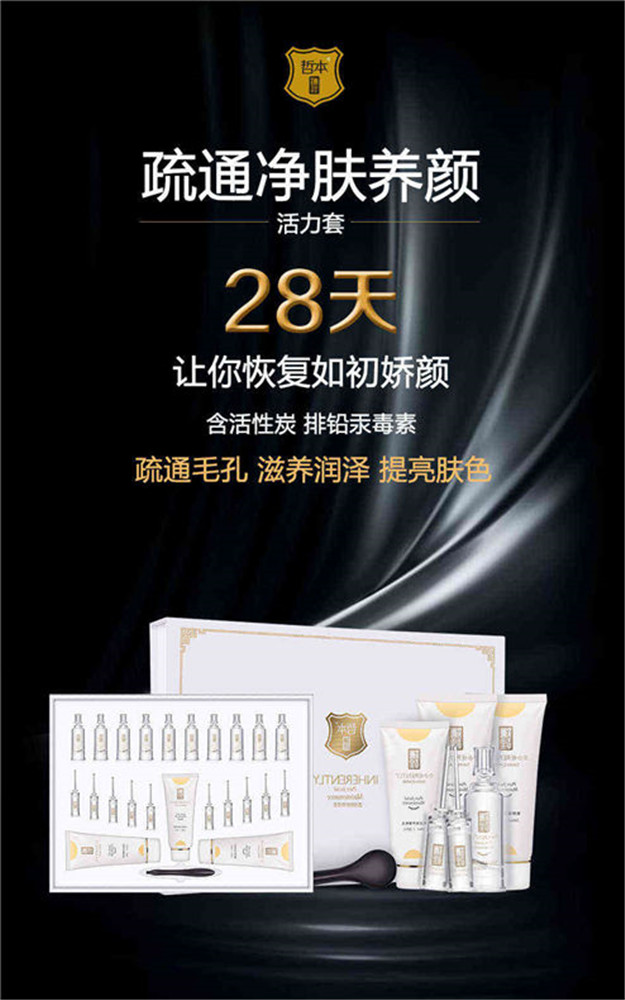 哲本
疏通净肤养颜
活力套
28天
让你恢复如初娇颜
含活性炭 排铅汞毒素
疏通毛孔 滋养润泽 提亮肤色
本哲
INHERENTLY